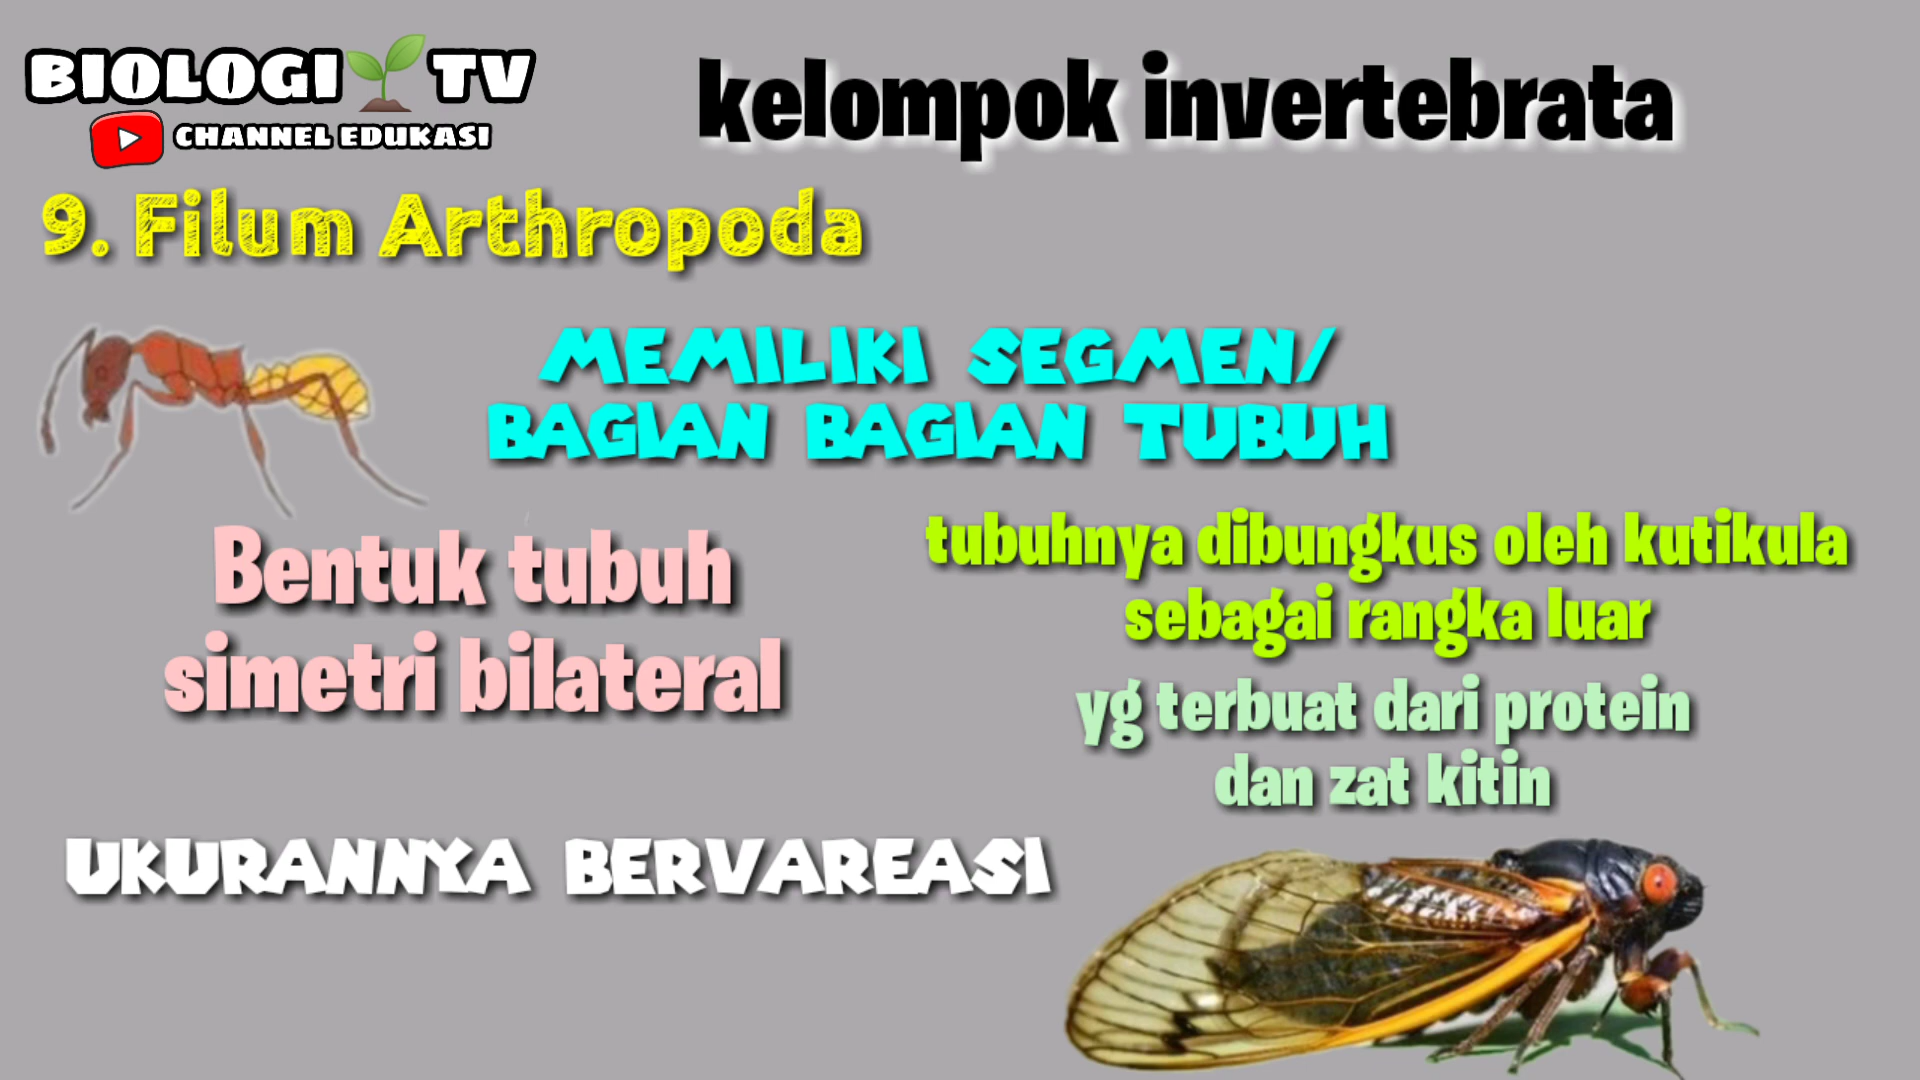 BIOLOGI TV
CHANNEL EDUKASI
kelompok invertebrata
9. Filum Arthropoda
MEMILIKI SEGMEN/
BAGIAN BAGIAN TUBUH
Bentuk tubuh
simetri bilateral
tubuhnya dibungkus oleh kutikula
sebagai rangka luar
yg terbuat dari protein
dan zat kitin
UKURANNYA BERVAREASI